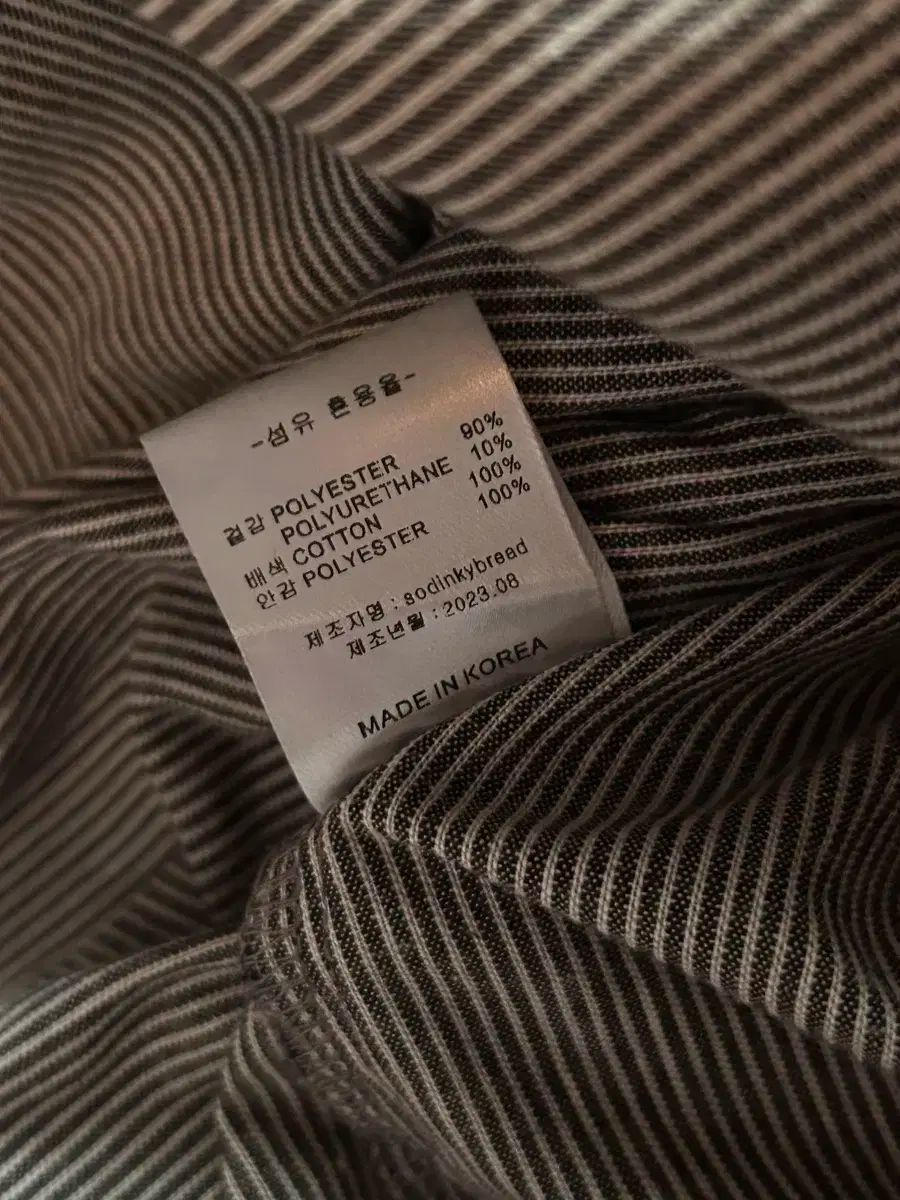 -섬유 혼용율-
겉감 POLYESTER 90%
POLYURETHANE 10%
배색 COTTON 100%
안감 POLYESTER 100%
제조자명 : sodinkybread
제조년월 : 2023.08
MADE IN KOREA